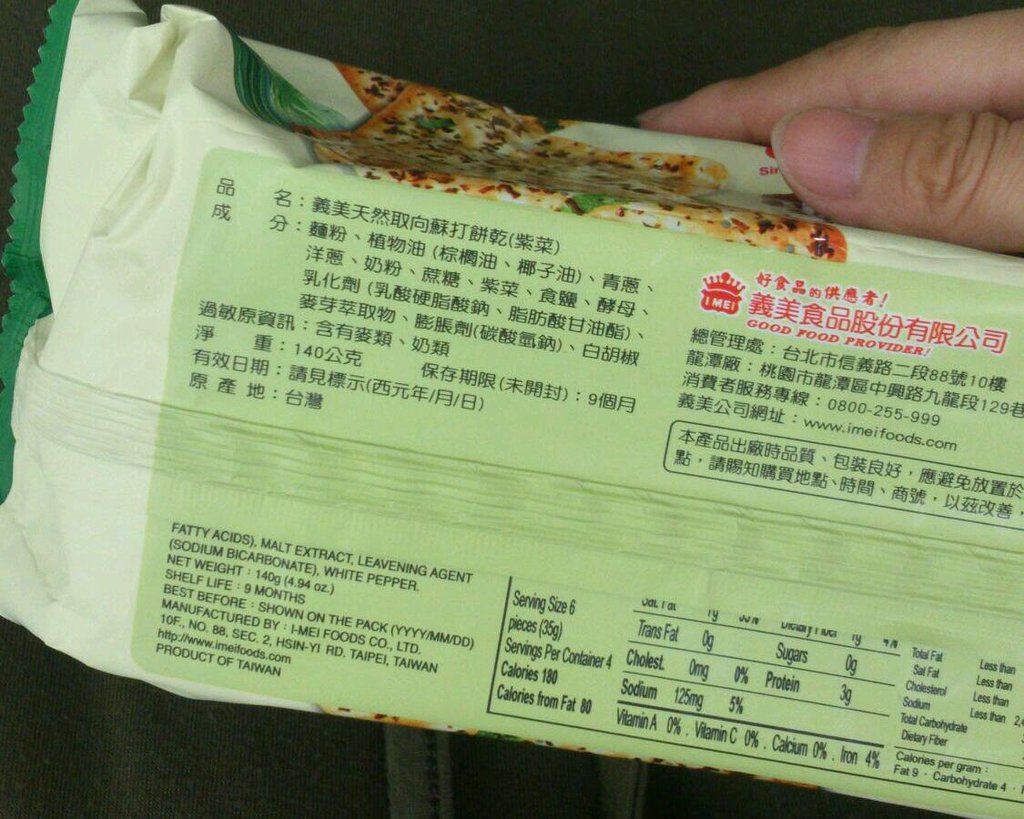 品 名：義美天然取向蘇打餅乾(紫菜)
成 分：麵粉、植物油(棕櫚油、椰子油)、青蔥、
洋蔥、奶粉、蔗糖、紫菜、食鹽、酵母、
乳化劑(乳酸硬脂酸鈉、脂肪酸甘油酯)、
麥芽萃取物、膨脹劑(碳酸氫鈉)、白胡椒
過敏原資訊：含有麥類、奶類
淨 重：140公克 保存期限(未開封)：9個月
有效日期：請見標示(西元年/月/日)
原 產 地：台灣
好食品的供應者!
I MEI 義美食品股份有限公司
GOOD FOOD PROVIDER!
總管理處：台北市信義路二段88號10樓
龍潭廠：桃園市龍潭區中興路九龍段129巷
消費者服務專線：0800-255-999
義美公司網址：www.imeifoods.com
本產品出廠時品質、包裝良好，應避免放置於
點，請賜知購買地點、時間、商號，以茲改善，
FATTY ACIDS), MALT EXTRACT, LEAVENING AGENT
(SODIUM BICARBONATE), WHITE PEPPER.
NET WEIGHT：140g (4.94 oz.)
SHELF LIFE：9 MONTHS
BEST BEFORE：SHOWN ON THE PACK (YYYY/MM/DD)
MANUFACTURED BY：I-MEI FOODS CO., LTD.
10F., NO. 88, SEC. 2, HSIN-YI RD. TAIPEI, TAIWAN
http://www.imeifoods.com
PRODUCT OF TAIWAN
Serving Size 6
pieces (35g)
Servings Per Container 4
Calories 180
Calories from Fat 80
Sat. Fat 7g 35% Dietary Fiber 1g 4%
Trans Fat 0g Sugars 0g
Cholest. 0mg 0% Protein 3g
Sodium 125mg 5%
Vitamin A 0% . Vitamin C 0% . Calcium 0% . Iron 4%
Total Fat Less than
Sat Fat Less than
Cholesterol Less than
Sodium Less than 2,4
Total Carbohydrate
Dietary Fiber
Calories per gram：
Fat 9 · Carbohydrate 4 ·